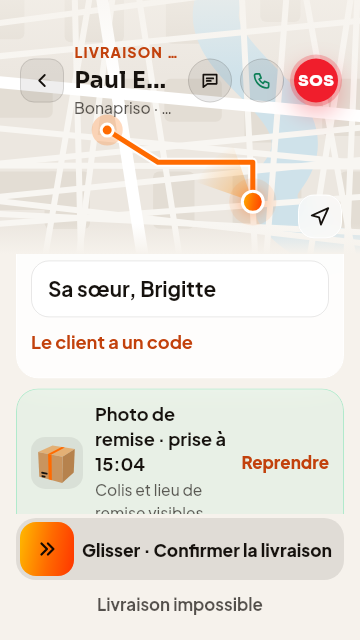 LIVRAISON …
Paul E…
Bonapriso · …
SOS
Sa sœur, Brigitte
Le client a un code
Photo de
remise · prise à
15:04
Reprendre
Colis et lieu de
remise visibles
Glisser · Confirmer la livraison
Livraison impossible